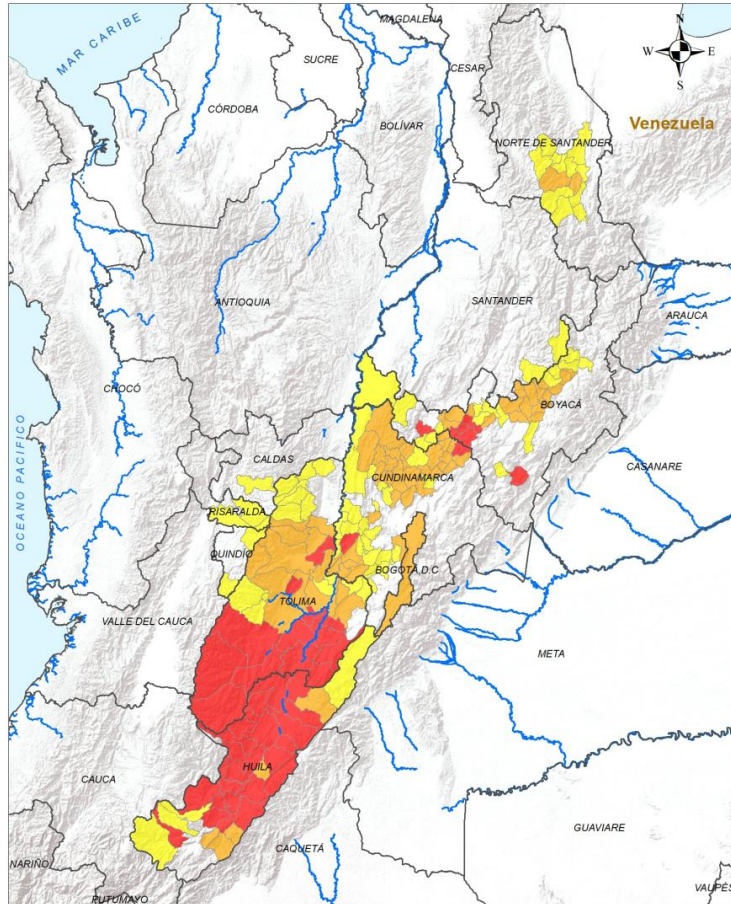 MAGDALENA
N
MAR CARIBE
W E
SUCRE
CESAR
S
CÓRDOBA
BOLÍVAR
Venezuela
NORTE DE SANTANDER
ANTIOQUIA
SANTANDER
ARAUCA
CHOCÓ
BOYACÁ
OCEANO PACIFICO
CALDAS
CASANARE
CUNDINAMARCA
RISARALDA
QUINDÍO
BOGOTÁ D.C
TOLIMA
VALLE DEL CAUCA
META
HUILA
CAUCA
GUAVIARE
CAQUETÁ
NARIÑO
VAUPÉS
PUTUMAYO